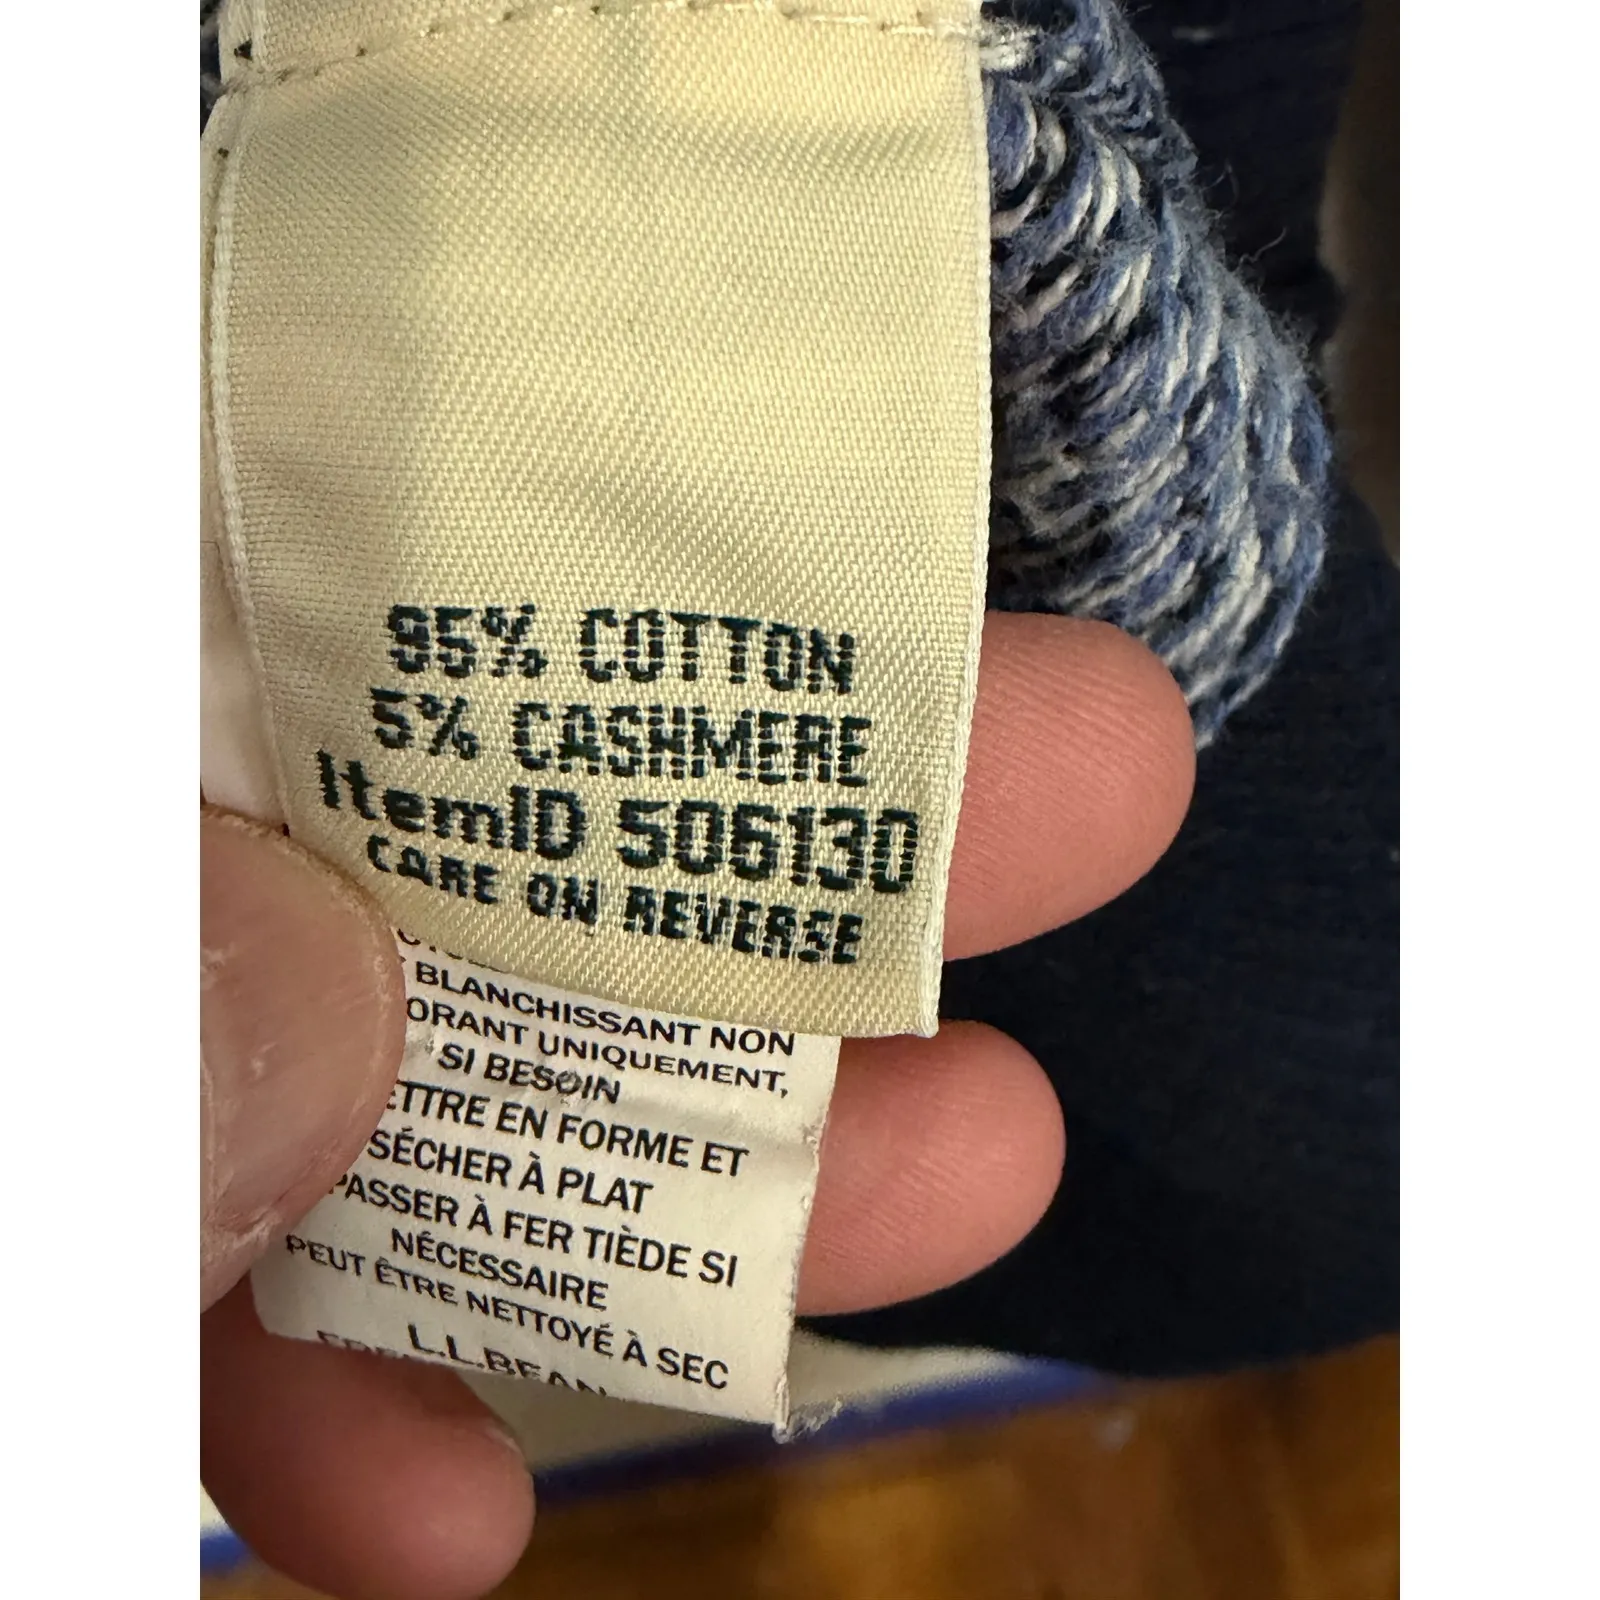 95% COTTON
5% CASHMERE
ItemID 506130
CARE ON REVERSE
BLANCHISSANT NON
ORANT UNIQUEMENT,
SI BESOIN
ETTRE EN FORME ET
SÉCHER À PLAT
PASSER À FER TIÈDE SI
NÉCESSAIRE
PEUT ÊTRE NETTOYÉ À SEC
L.L.BEAN